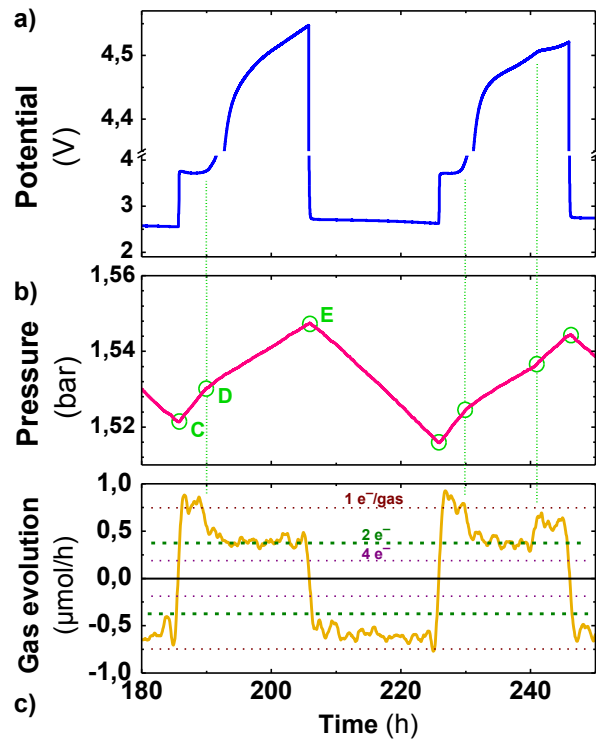 a)
Potential
(V)
4,5
4,4
4
3
2
b)
Pressure
(bar)
1,56
1,54
1,52
C
D
E
c)
Gas evolution
(µmol/h)
1,0
0,5
0,0
-0,5
-1,0
1 e⁻/gas
2 e⁻
4 e⁻
180
200
220
240
Time (h)